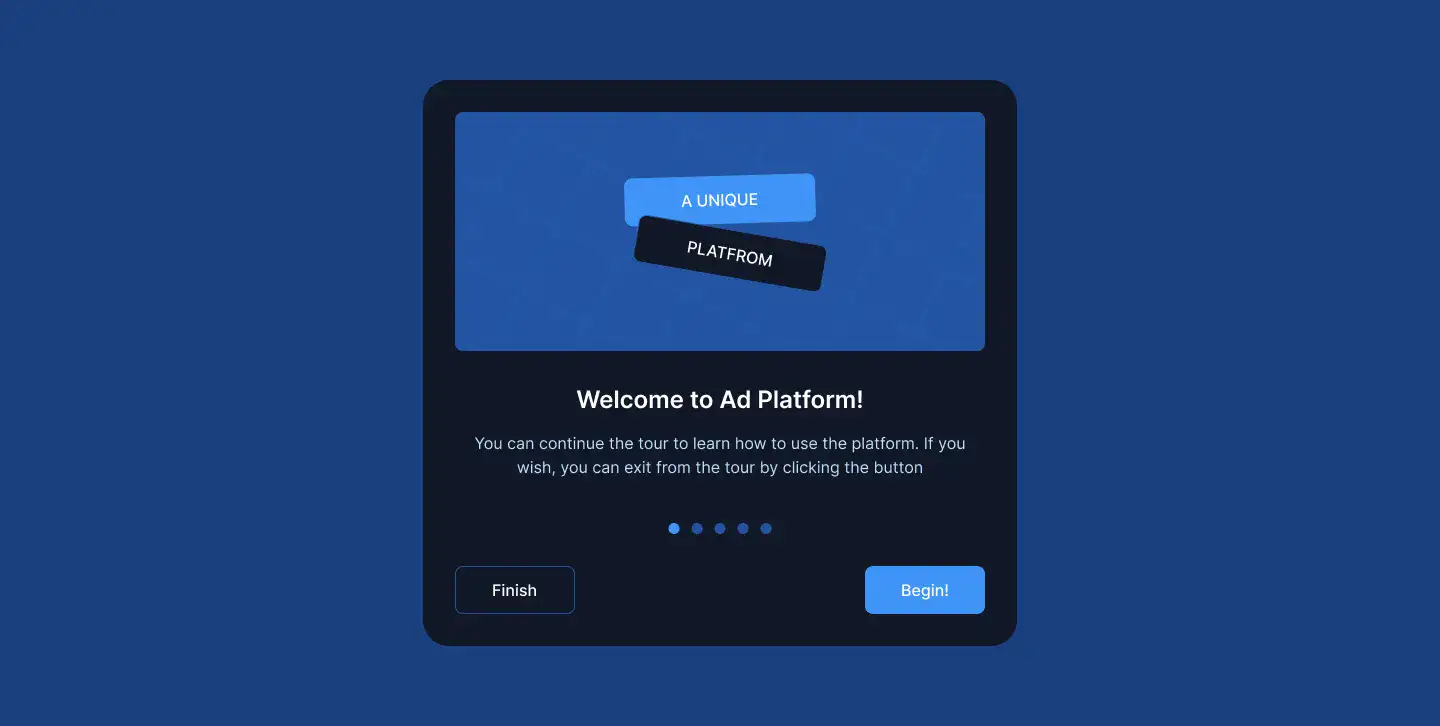 A UNIQUE
PLATFROM
Welcome to Ad Platform!
You can continue the tour to learn how to use the platform. If you
wish, you can exit from the tour by clicking the button
Finish
Begin!